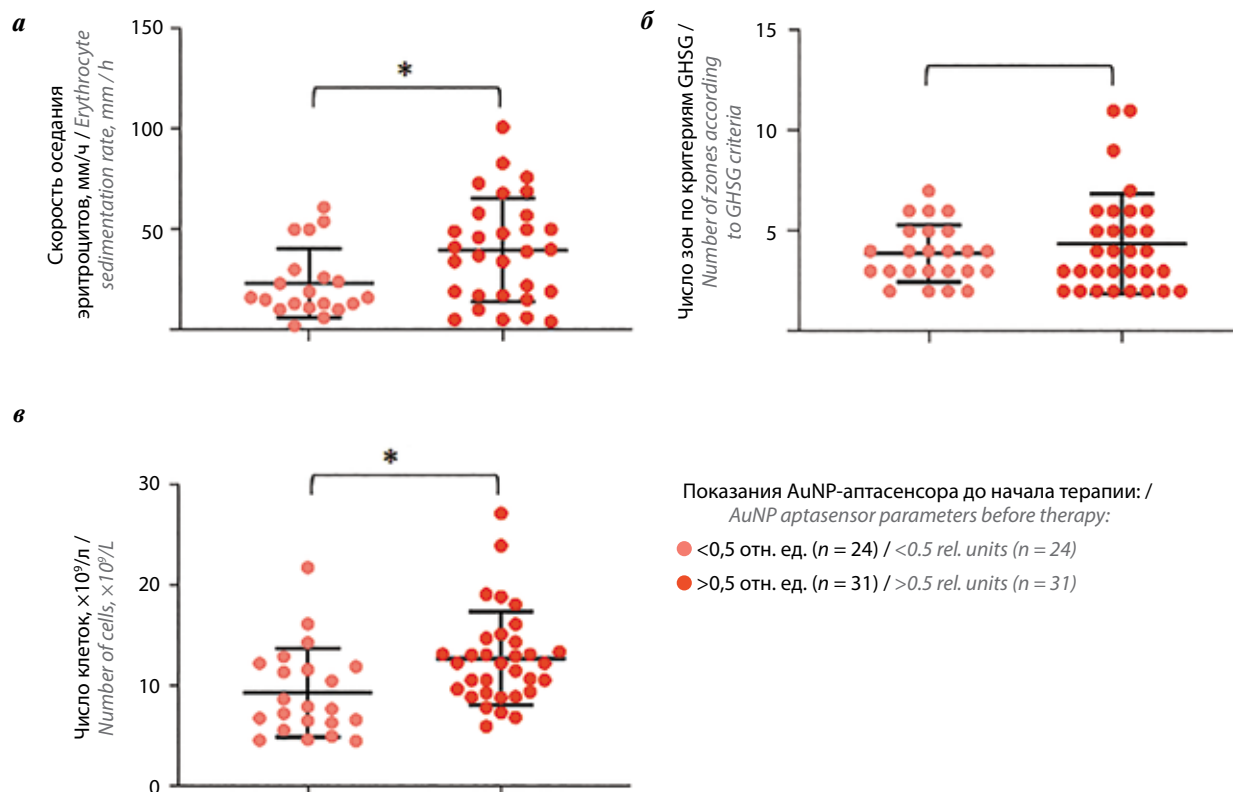 а
150
100
50
Скорость оседания
эритроцитов, мм/ч / Erythrocyte
sedimentation rate, mm / h
*
б
15
10
5
Число зон по критериям GHSG /
Number of zones according
to GHSG criteria
в
30
20
10
0
Число клеток, ×10⁹/л /
Number of cells, ×10⁹/L
*
Показания AuNP-аптасенсора до начала терапии: /
AuNP aptasensor parameters before therapy:
<0,5 отн. ед. (n = 24) / <0.5 rel. units (n = 24)
>0,5 отн. ед. (n = 31) / >0.5 rel. units (n = 31)